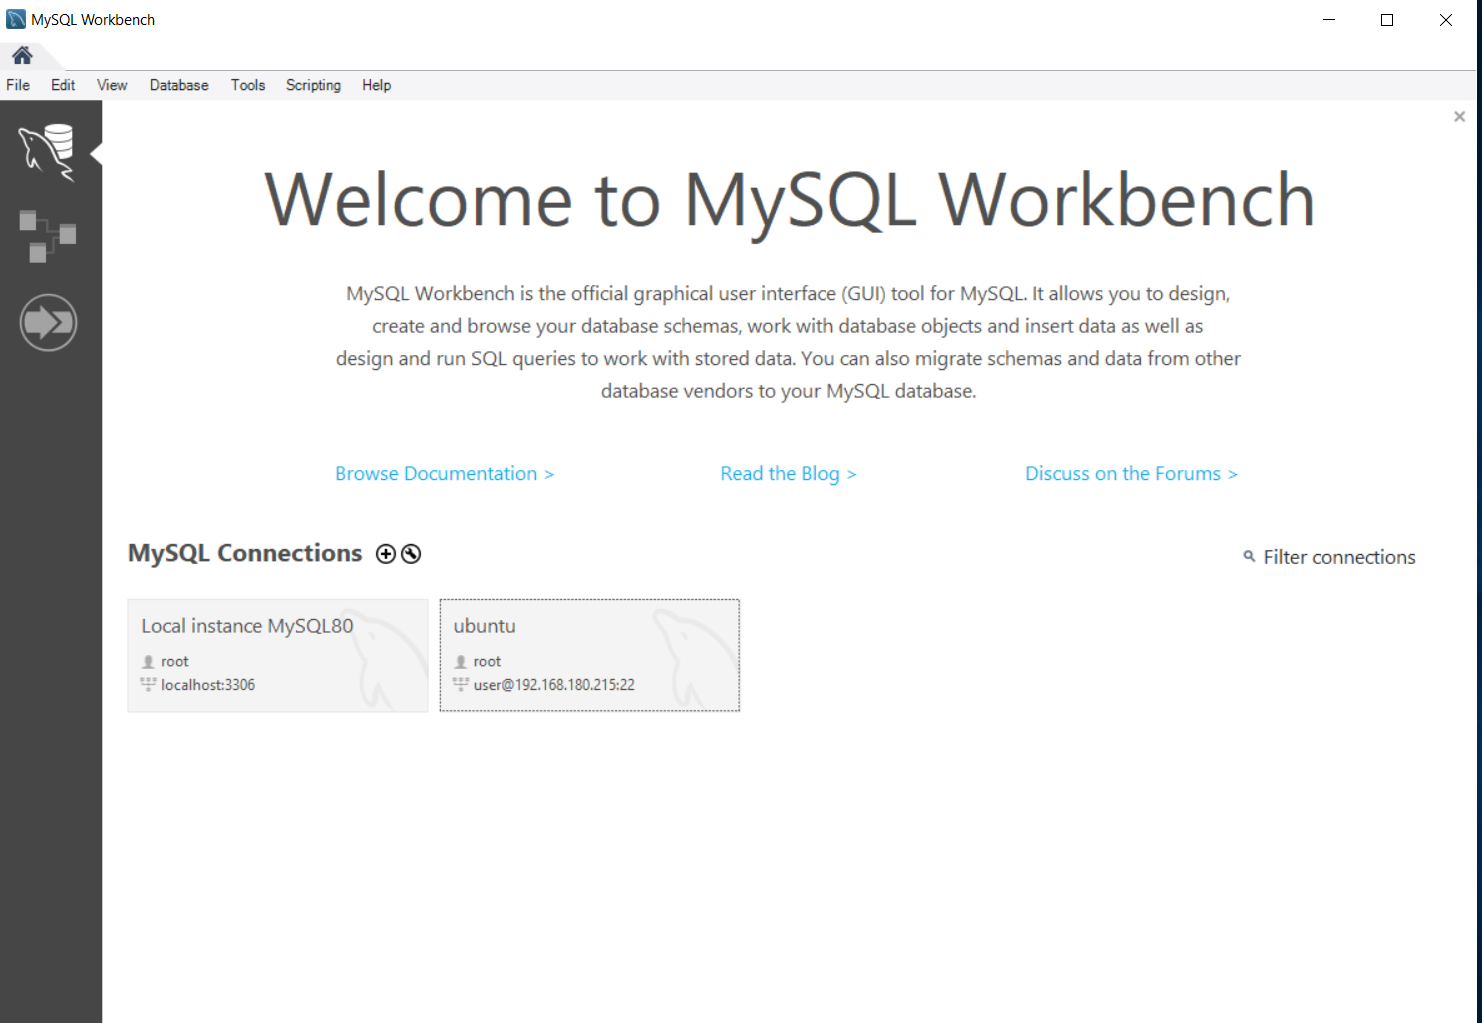 MySQL Workbench
File Edit View Database Tools Scripting Help
Welcome to MySQL Workbench
MySQL Workbench is the official graphical user interface (GUI) tool for MySQL. It allows you to design,
create and browse your database schemas, work with database objects and insert data as well as
design and run SQL queries to work with stored data. You can also migrate schemas and data from other
database vendors to your MySQL database.
Browse Documentation > Read the Blog > Discuss on the Forums >
MySQL Connections Filter connections
Local instance MySQL80
root
localhost:3306
ubuntu
root
user@192.168.180.215:22